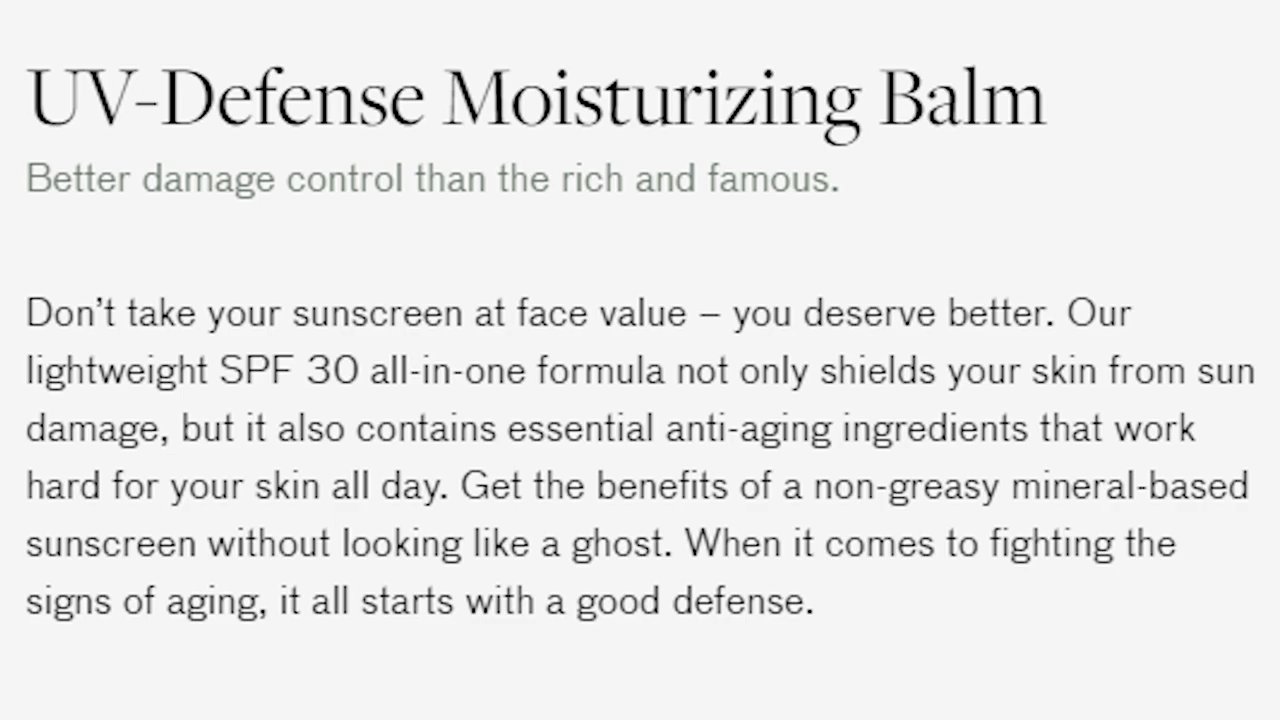 UV-Defense Moisturizing Balm
Better damage control than the rich and famous.
Don’t take your sunscreen at face value – you deserve better. Our
lightweight SPF 30 all-in-one formula not only shields your skin from sun
damage, but it also contains essential anti-aging ingredients that work
hard for your skin all day. Get the benefits of a non-greasy mineral-based
sunscreen without looking like a ghost. When it comes to fighting the
signs of aging, it all starts with a good defense.